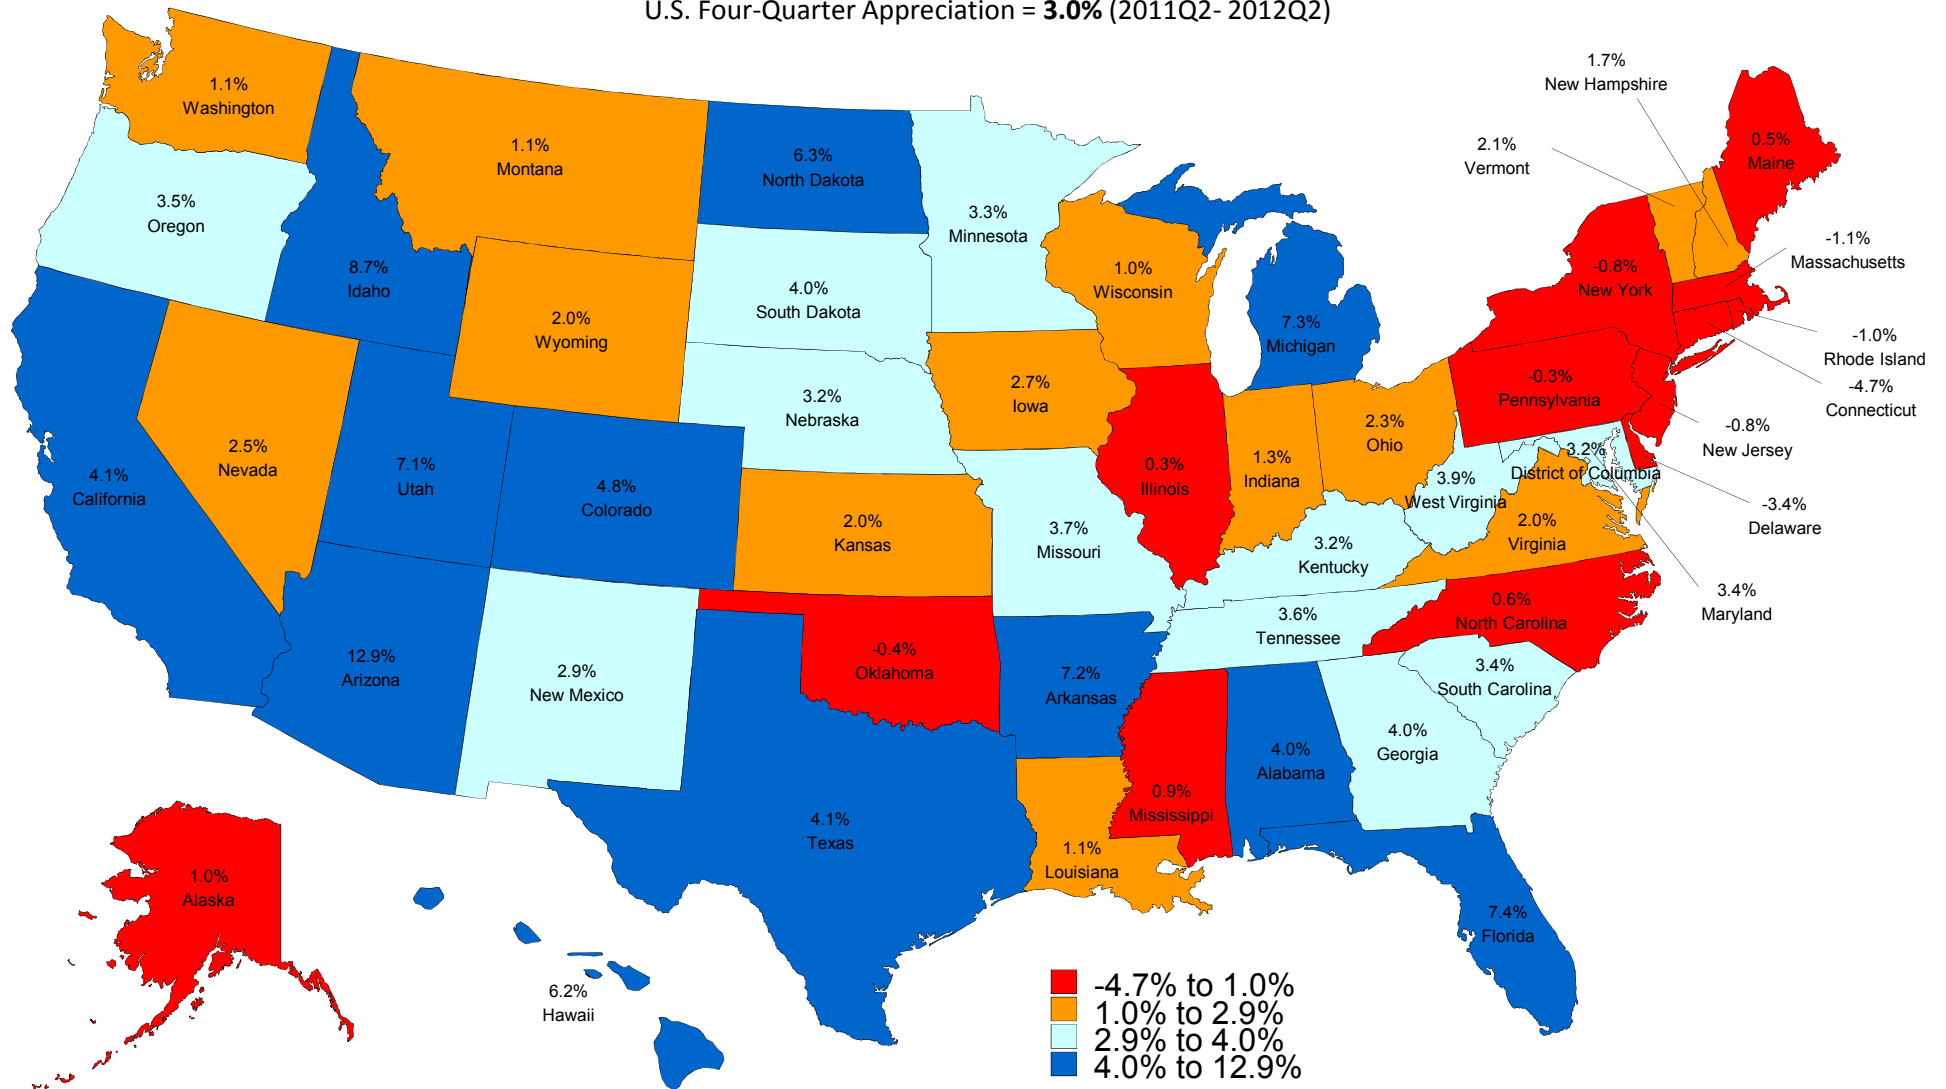 U.S. Four-Quarter Appreciation = 3.0% (2011Q2- 2012Q2)
1.1%
Washington
1.1%
Montana
6.3%
North Dakota
3.3%
Minnesota
3.5%
Oregon
8.7%
Idaho
2.0%
Wyoming
4.0%
South Dakota
1.0%
Wisconsin
7.3%
Michigan
1.7%
New Hampshire
2.1%
Vermont
0.5%
Maine
-0.8%
New York
-1.1%
Massachusetts
-1.0%
Rhode Island
-4.7%
Connecticut
-0.3%
Pennsylvania
-0.8%
New Jersey
4.1%
California
2.5%
Nevada
7.1%
Utah
4.8%
Colorado
3.2%
Nebraska
2.7%
Iowa
2.0%
Kansas
3.7%
Missouri
0.3%
Illinois
1.3%
Indiana
2.3%
Ohio
3.9%
West Virginia
3.2%
District of Columbia
-3.4%
Delaware
3.4%
Maryland
2.0%
Virginia
3.2%
Kentucky
0.6%
North Carolina
3.6%
Tennessee
3.4%
South Carolina
12.9%
Arizona
2.9%
New Mexico
-0.4%
Oklahoma
7.2%
Arkansas
4.0%
Georgia
4.0%
Alabama
0.9%
Mississippi
4.1%
Texas
1.1%
Louisiana
7.4%
Florida
1.0%
Alaska
6.2%
Hawaii
-4.7% to 1.0%
1.0% to 2.9%
2.9% to 4.0%
4.0% to 12.9%